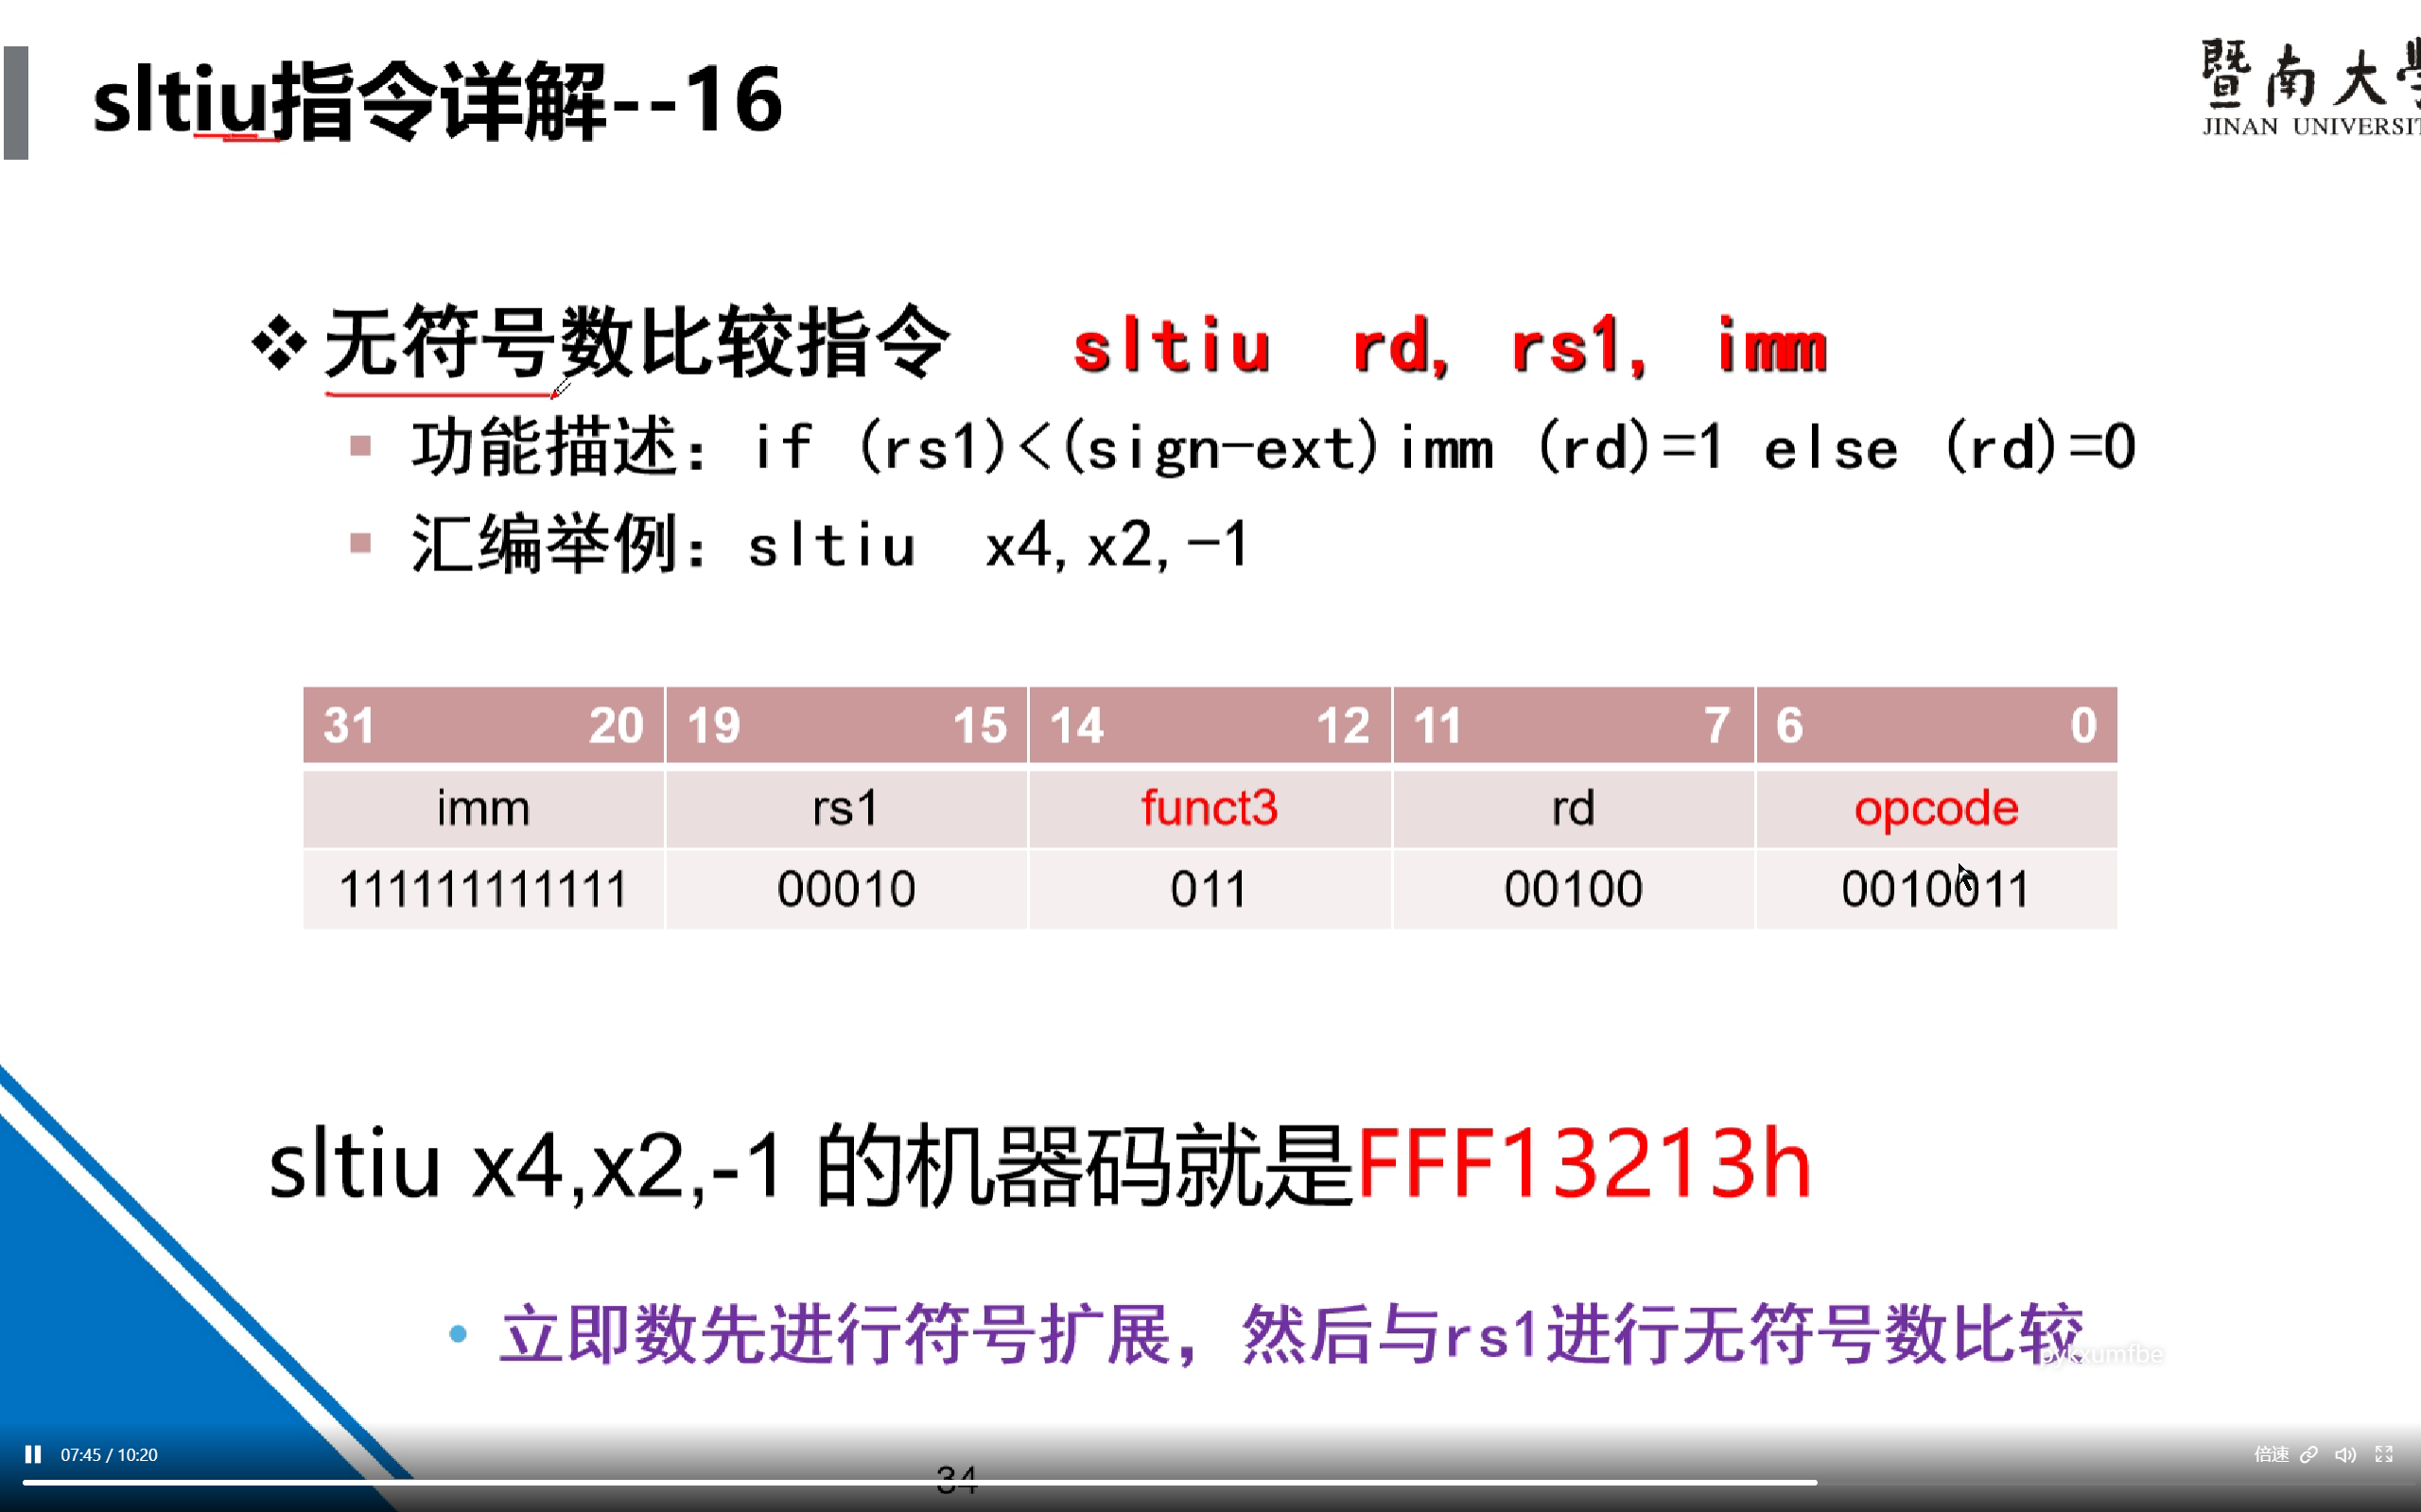 sltiu指令详解--16
暨南大學
JINAN UNIVERSIT
❖无符号数比较指令 sltiu rd, rs1, imm
▪ 功能描述：if (rs1)<(sign-ext)imm (rd)=1 else (rd)=0
▪ 汇编举例：sltiu x4,x2,-1
31 20 19 15 14 12 11 7 6 0
imm rs1 funct3 rd opcode
111111111111 00010 011 00100 0010011
sltiu x4,x2,-1 的机器码就是FFF13213h
• 立即数先进行符号扩展，然后与rs1进行无符号数比较
07:45 / 10:20
倍速
34